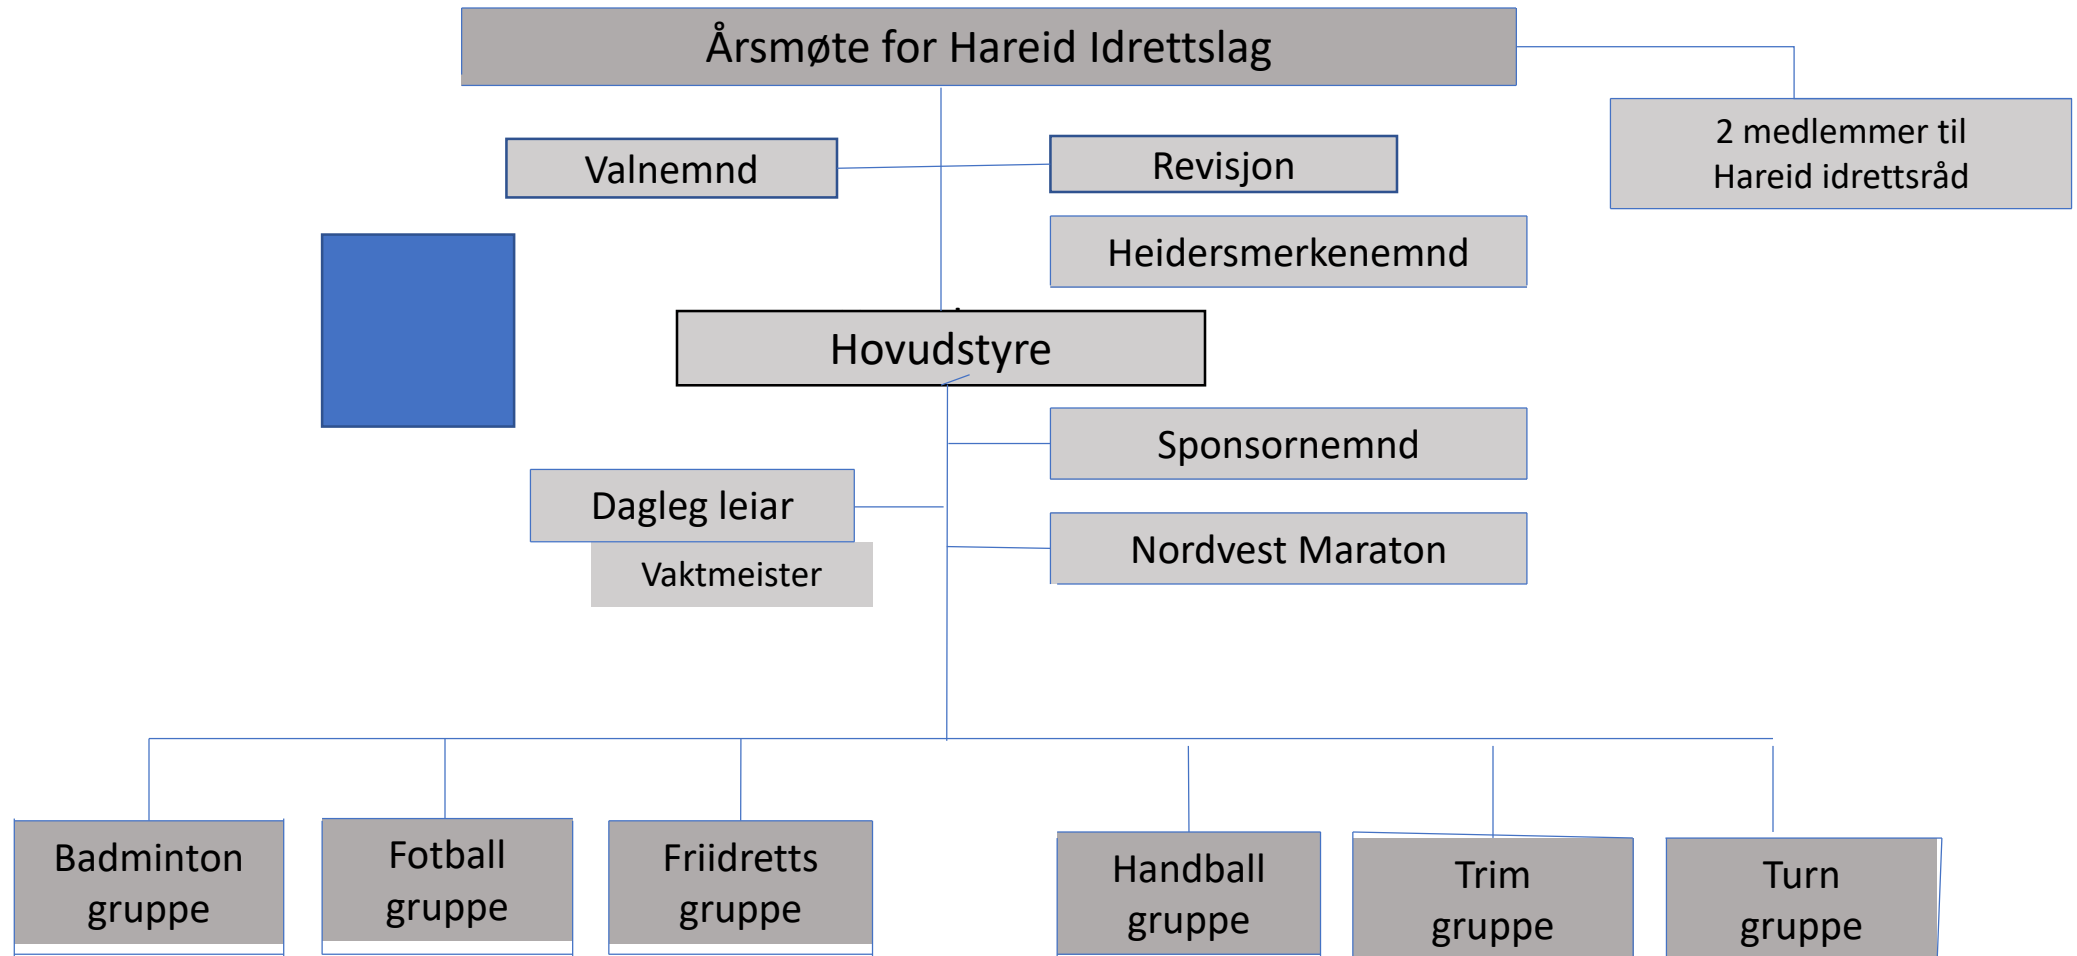 Årsmøte for Hareid Idrettslag
2 medlemmer til
Hareid idrettsråd
Valnemnd
Revisjon
Heidersmerkenemnd
Hovudstyre
Sponsornemnd
Dagleg leiar
Nordvest Maraton
Vaktmeister
Badminton
gruppe
Fotball
gruppe
Friidretts
gruppe
Handball
gruppe
Trim
gruppe
Turn
gruppe